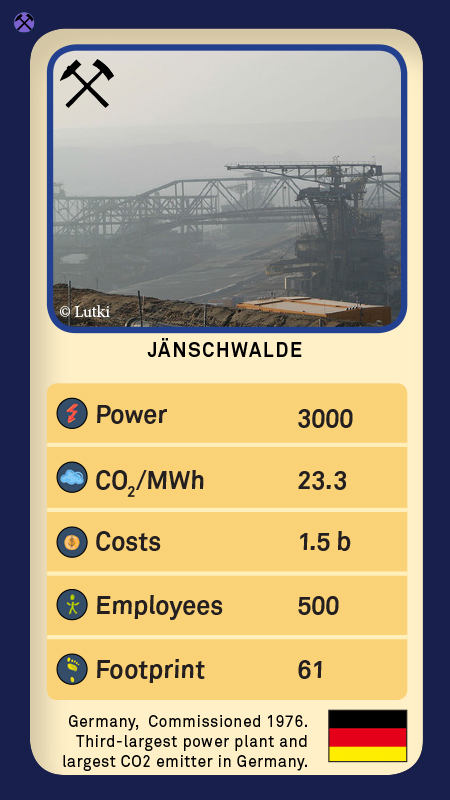 © Lutki
JÄNSCHWALDE
Power 3000
CO₂/MWh 23.3
Costs 1.5 b
Employees 500
Footprint 61
Germany, Commissioned 1976.
Third-largest power plant and
largest CO2 emitter in Germany.